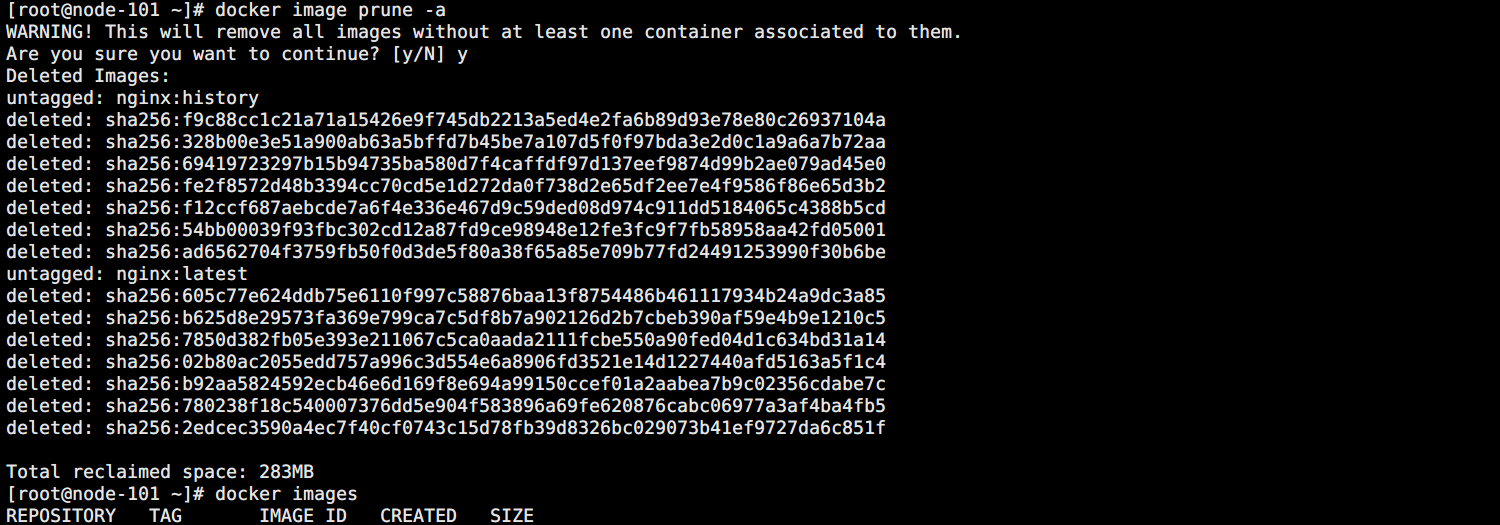 [root@node-101 ~]# docker image prune -a
WARNING! This will remove all images without at least one container associated to them.
Are you sure you want to continue? [y/N] y
Deleted Images:
untagged: nginx:history
deleted: sha256:f9c88cc1c21a71a15426e9f745db2213a5ed4e2fa6b89d93e78e80c26937104a
deleted: sha256:328b00e3e51a900ab63a5bffd7b45be7a107d5f0f97bda3e2d0c1a9a6a7b72aa
deleted: sha256:69419723297b15b94735ba580d7f4caffdf97d137eef9874d99b2ae079ad45e0
deleted: sha256:fe2f8572d48b3394cc70cd5e1d272da0f738d2e65df2ee7e4f9586f86e65d3b2
deleted: sha256:f12ccf687aebcde7a6f4e336e467d9c59ded08d974c911dd5184065c4388b5cd
deleted: sha256:54bb00039f93fbc302cd12a87fd9ce98948e12fe3fc9f7fb58958aa42fd05001
deleted: sha256:ad6562704f3759fb50f0d3de5f80a38f65a85e709b77fd24491253990f30b6be
untagged: nginx:latest
deleted: sha256:605c77e624ddb75e6110f997c58876baa13f8754486b461117934b24a9dc3a85
deleted: sha256:b625d8e29573fa369e799ca7c5df8b7a902126d2b7cbeb390af59e4b9e1210c5
deleted: sha256:7850d382fb05e393e211067c5ca0aada2111fcbe550a90fed04d1c634bd31a14
deleted: sha256:02b80ac2055edd757a996c3d554e6a8906fd3521e14d1227440afd5163a5f1c4
deleted: sha256:b92aa5824592ecb46e6d169f8e694a99150ccef01a2aabea7b9c02356cdabe7c
deleted: sha256:780238f18c540007376dd5e904f583896a69fe620876cabc06977a3af4ba4fb5
deleted: sha256:2edcec3590a4ec7f40cf0743c15d78fb39d8326bc029073b41ef9727da6c851f
Total reclaimed space: 283MB
[root@node-101 ~]# docker images
REPOSITORY   TAG       IMAGE ID   CREATED   SIZE